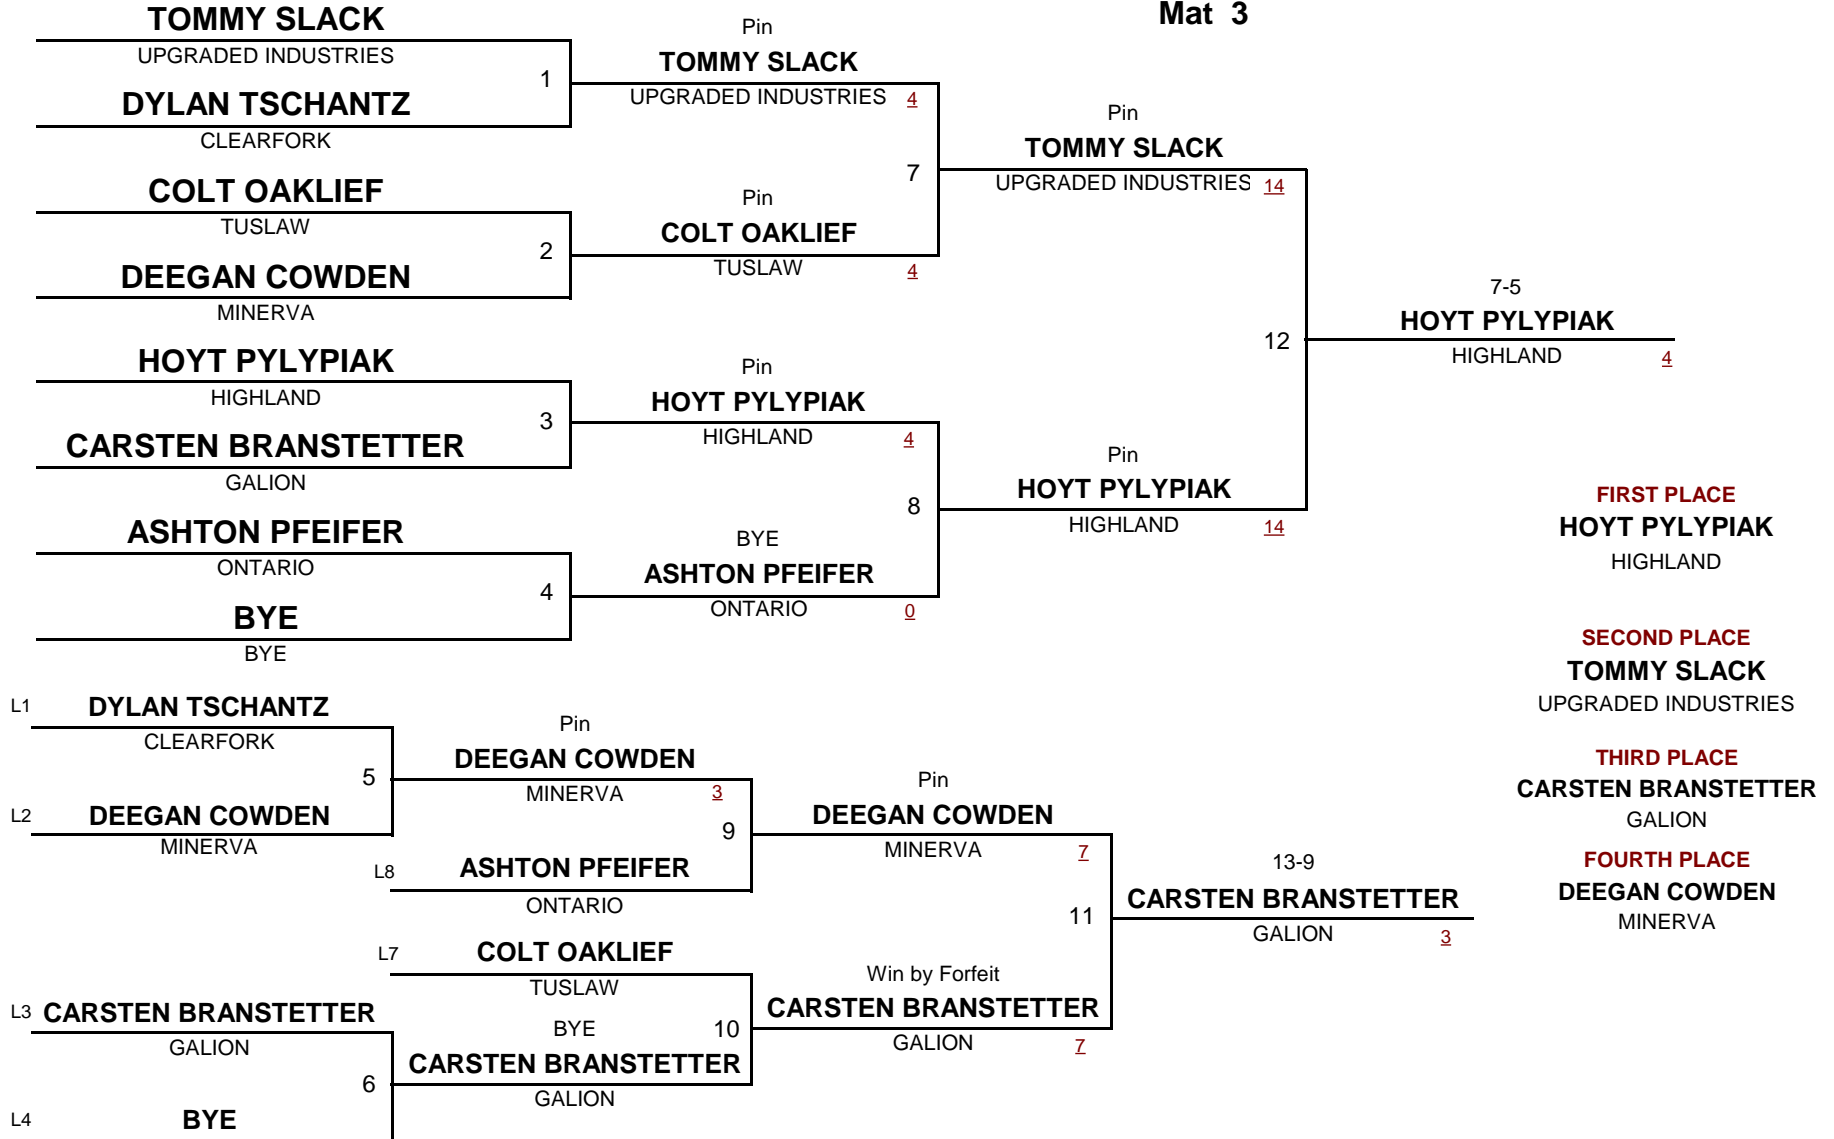 Mat 3
TOMMY SLACK
UPGRADED INDUSTRIES
1
DYLAN TSCHANTZ
CLEARFORK
COLT OAKLIEF
TUSLAW
2
DEEGAN COWDEN
MINERVA
HOYT PYLYPIAK
HIGHLAND
3
CARSTEN BRANSTETTER
GALION
ASHTON PFEIFER
ONTARIO
4
BYE
BYE
Pin
TOMMY SLACK
UPGRADED INDUSTRIES 4
7
Pin
COLT OAKLIEF
TUSLAW 4
Pin
HOYT PYLYPIAK
HIGHLAND 4
8
BYE
ASHTON PFEIFER
ONTARIO 0
Pin
TOMMY SLACK
UPGRADED INDUSTRIES 14
12
Pin
HOYT PYLYPIAK
HIGHLAND 14
7-5
HOYT PYLYPIAK
HIGHLAND 4
FIRST PLACE
HOYT PYLYPIAK
HIGHLAND
SECOND PLACE
TOMMY SLACK
UPGRADED INDUSTRIES
THIRD PLACE
CARSTEN BRANSTETTER
GALION
FOURTH PLACE
DEEGAN COWDEN
MINERVA
L1 DYLAN TSCHANTZ
CLEARFORK
5
L2 DEEGAN COWDEN
MINERVA
Pin
DEEGAN COWDEN
MINERVA 3
9
L8 ASHTON PFEIFER
ONTARIO
L7 COLT OAKLIEF
TUSLAW
L3 CARSTEN BRANSTETTER
GALION
6
L4 BYE
BYE 10
CARSTEN BRANSTETTER
GALION
Pin
DEEGAN COWDEN
MINERVA 7
11
Win by Forfeit
CARSTEN BRANSTETTER
GALION 7
13-9
CARSTEN BRANSTETTER
GALION 3